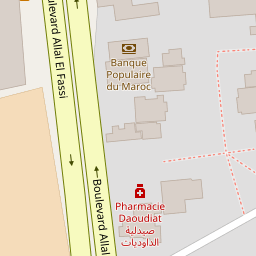 Boulevard Allal El Fassi
Banque
Populaire
du Maroc
Boulevard Allal
Pharmacie
Daoudiat
صيدلية
الداوديات